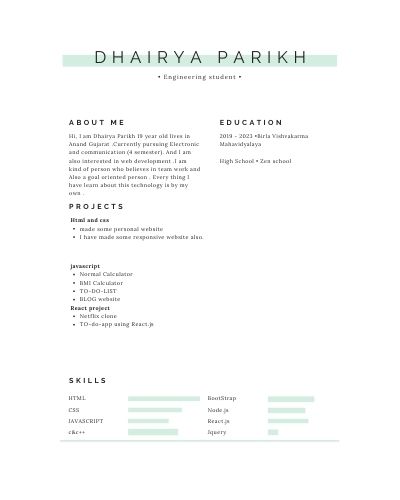 DHAIRYA PARIKH
• Engineering student •
ABOUT ME
Hi, I am Dhairya Parikh 19 year old lives in
Anand Gujarat .Currently pursuing Electronic
and communication (4 semester). And I am
also interested in web development .I am
kind of person who believes in team work and
Also a goal oriented person . Every thing I
have learn about this technology is by my
own .
EDUCATION
2019 - 2023 •Birla Vishvakarma
Mahavidyalaya
High School • Zen school
PROJECTS
Html and css
• made some personal website
• I have made some responsive website also.
javascript
• Normal Calculator
• BMI Calculator
• TO-DO-LIST
• BLOG website
React project
• Netflix clone
• TO-do-app using React.js
SKILLS
HTML
CSS
JAVASCRIPT
c&c++
BootStrap
Node.js
React.js
Jquery